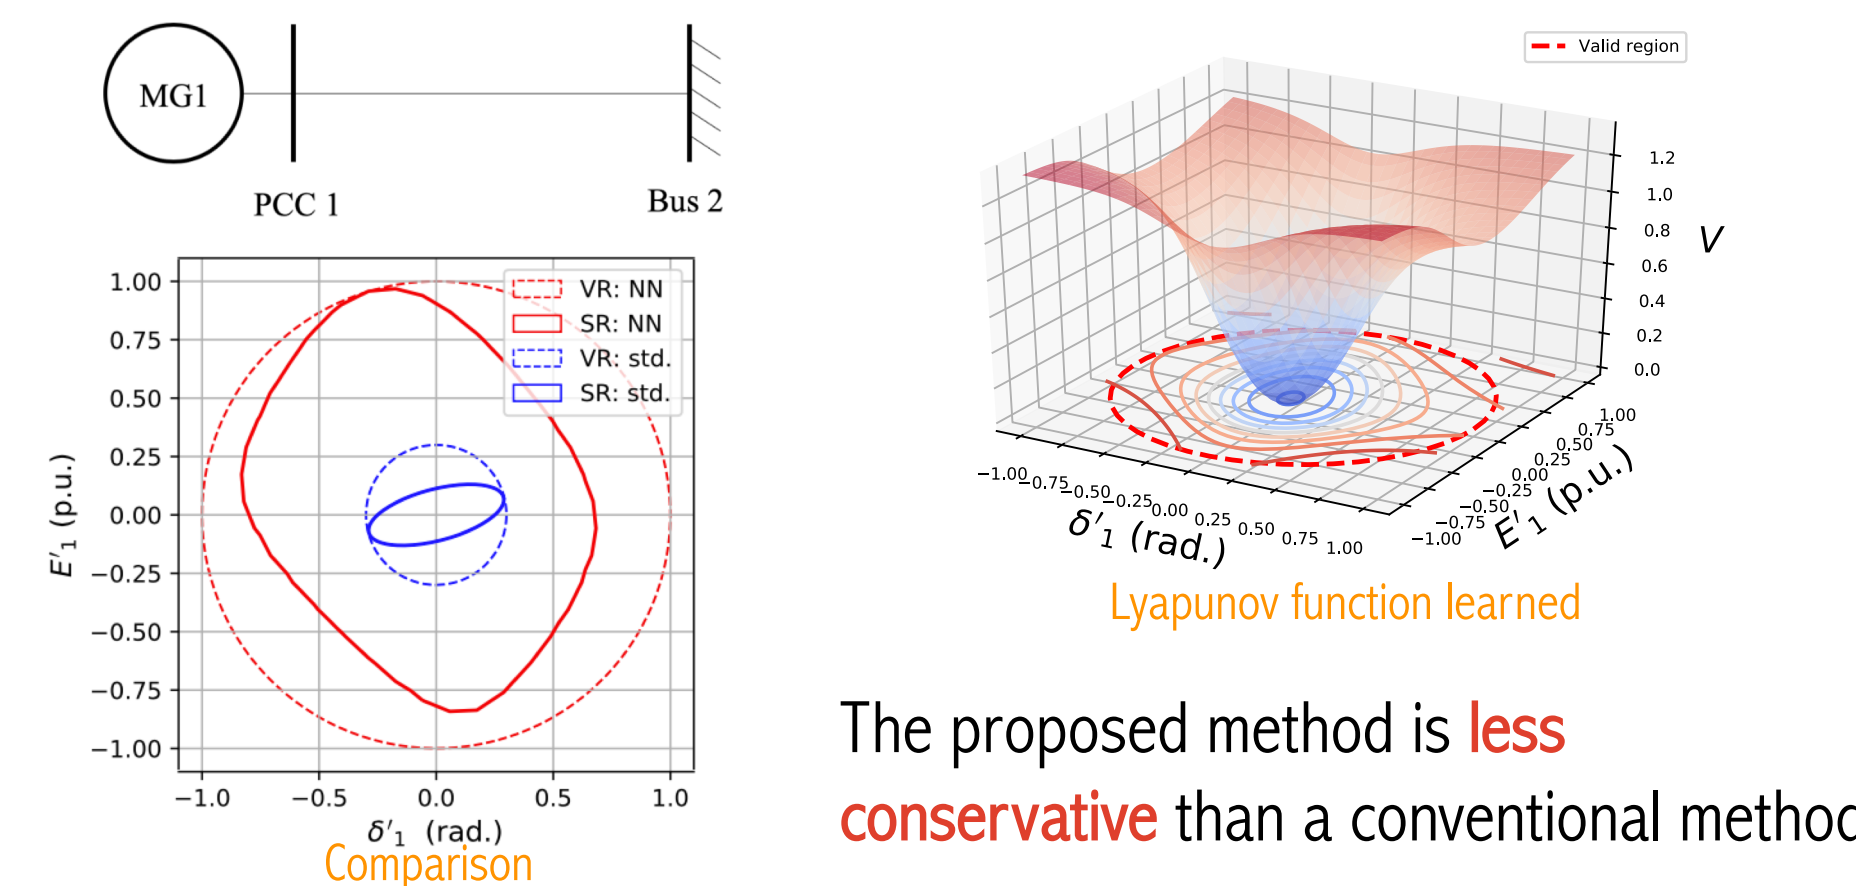 MG1
PCC 1
Bus 2
VR: NN
SR: NN
VR: std.
SR: std.
1.00
0.75
0.50
0.25
0.00
−0.25
−0.50
−0.75
−1.00
E′₁ (p.u.)
−1.0 −0.5 0.0 0.5 1.0
δ′₁ (rad.)
Comparison
Valid region
1.2
1.0
0.8
0.6
0.4
0.2
0.0
V
−1.00 −0.75 −0.50 −0.25 0.00 0.25 0.50 0.75 1.00
δ′₁ (rad.)
1.00
0.75
0.50
0.25
0.00
−0.25
−0.50
−0.75
−1.00
E′₁ (p.u.)
Lyapunov function learned
The proposed method is less
conservative than a conventional method